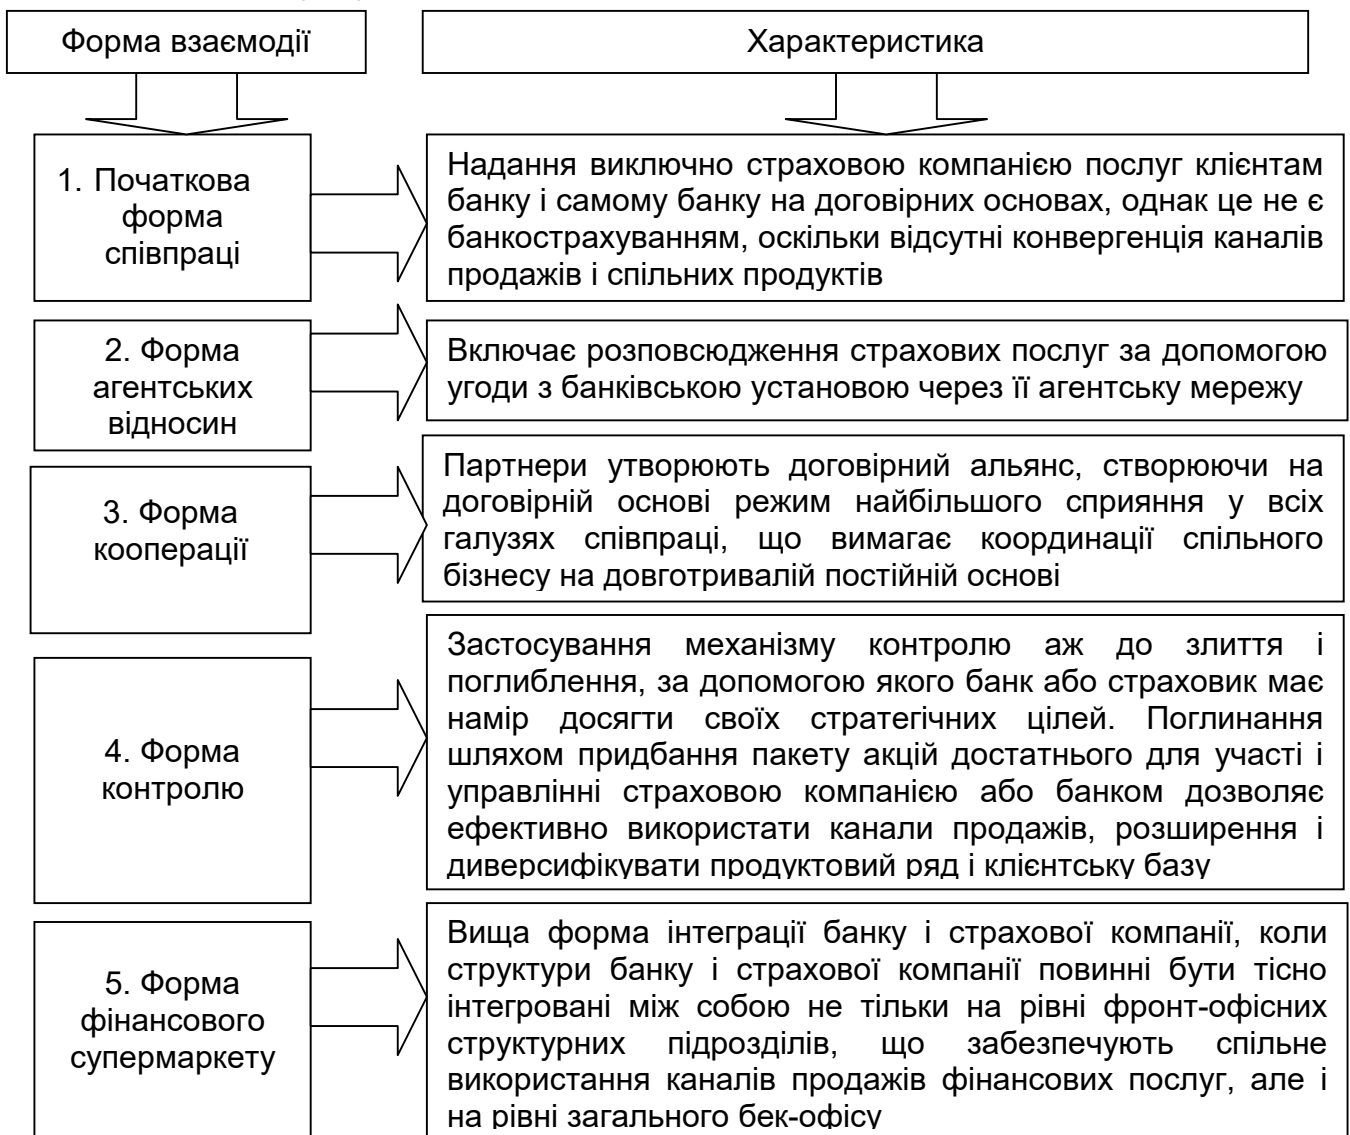 Форма взаємодії
Характеристика
1. Початкова
форма
співпраці
Надання виключно страховою компанією послуг клієнтам
банку і самому банку на договірних основах, однак це не є
банкострахуванням, оскільки відсутні конвергенція каналів
продажів і спільних продуктів
2. Форма
агентських
відносин
Включає розповсюдження страхових послуг за допомогою
угоди з банківською установою через її агентську мережу
3. Форма
кооперації
Партнери утворюють договірний альянс, створюючи на
договірній основі режим найбільшого сприяння у всіх
галузях співпраці, що вимагає координації спільного
бізнесу на довготривалій постійній основі
4. Форма
контролю
Застосування механізму контролю аж до злиття і
поглиблення, за допомогою якого банк або страховик має
намір досягти своїх стратегічних цілей. Поглинання
шляхом придбання пакету акцій достатнього для участі і
управлінні страховою компанією або банком дозволяє
ефективно використати канали продажів, розширення і
диверсифікувати продуктовий ряд і клієнтську базу
5. Форма
фінансового
супермаркету
Вища форма інтеграції банку і страхової компанії, коли
структури банку і страхової компанії повинні бути тісно
інтегровані між собою не тільки на рівні фронт-офісних
структурних підрозділів, що забезпечують спільне
використання каналів продажів фінансових послуг, але і
на рівні загального бек-офісу